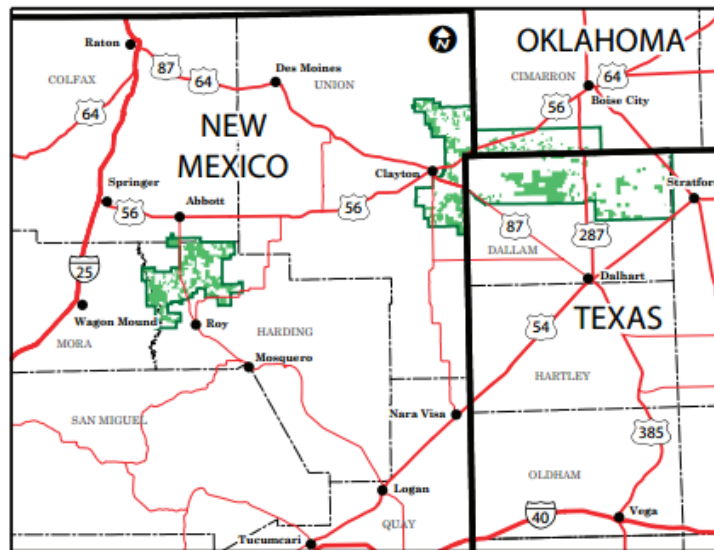 Raton
N
OKLAHOMA
COLFAX
87
64
Des Moines
UNION
CIMARRON
64
Boise City
64
56
NEW
MEXICO
Clayton
Springer
56
Abbott
56
Stratford
87
DALLAM
287
25
Dalhart
Wagon Mound
Roy
HARDING
54
TEXAS
MORA
Mosquero
HARTLEY
SAN MIGUEL
Nara Visa
385
OLDHAM
Logan
QUAY
40
Vega
Tucumcari